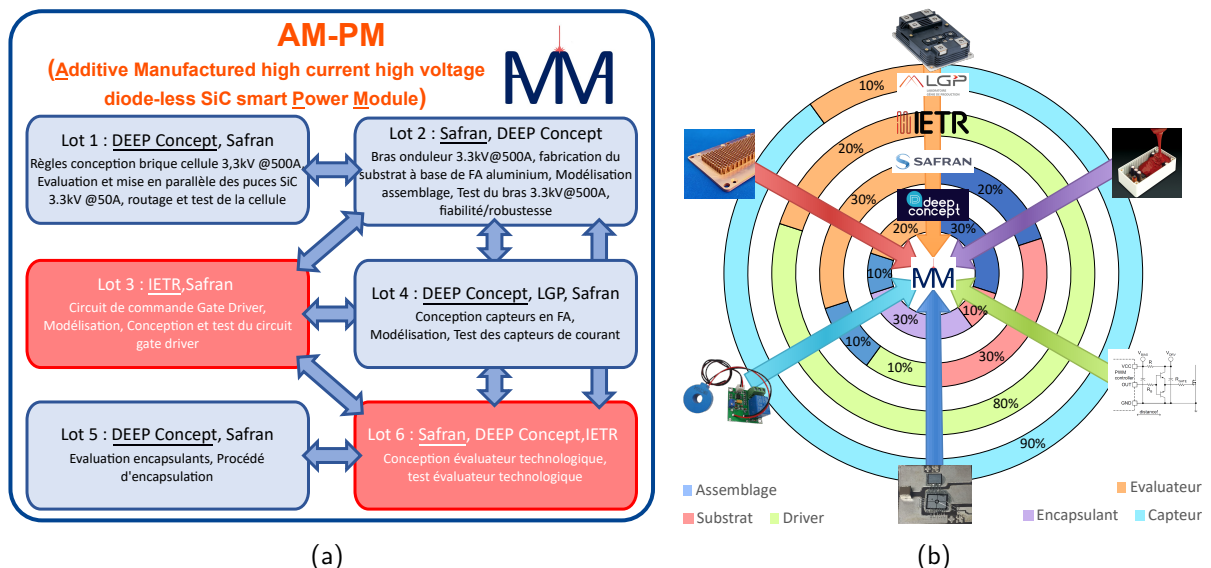 AM-PM
(Additive Manufactured high current high voltage
diode-less SiC smart Power Module)
Lot 1 : DEEP Concept, Safran
Règles conception brique cellule 3,3kV @500A,
Evaluation et mise en parallèle des puces SiC
3.3kV @50A, routage et test de la cellule
Lot 2 : Safran, DEEP Concept
Bras onduleur 3.3kV@500A, fabrication du
substrat à base de FA aluminium, Modélisation
assemblage, Test du bras 3.3kV@500A,
fiabilité/robustesse
Lot 3 : IETR,Safran
Circuit de commande Gate Driver,
Modélisation, Conception et test du circuit
gate driver
Lot 4 : DEEP Concept, LGP, Safran
Conception capteurs en FA,
Modélisation, Test des capteurs de courant
Lot 5 : DEEP Concept, Safran
Evaluation encapsulants, Procédé
d'encapsulation
Lot 6 : Safran, DEEP Concept,IETR
Conception évaluateur technologique,
test évaluateur technologique
(a)
10%
LGP
IETR
20%
SAFRAN
30%
20%
deep
concept
20%
30%
10%
30%
10%
10%
10%
30%
80%
90%
VCC
PWM
controller
OUT
GND
R
distance!
Assemblage
Substrat
Driver
Evaluateur
Encapsulant
Capteur
(b)